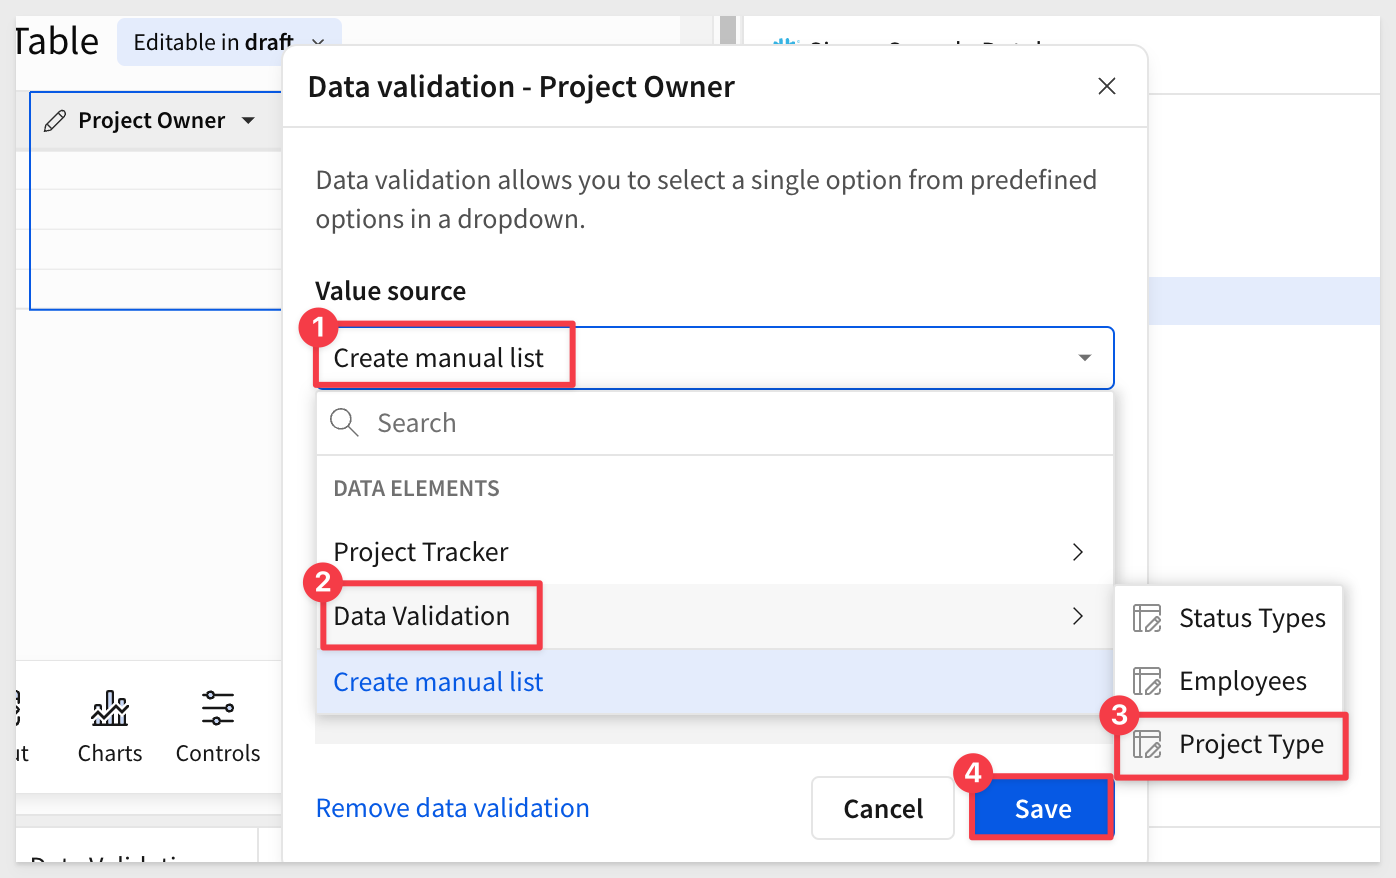 Table
Editable in draft
Project Owner
Data validation - Project Owner
Data validation allows you to select a single option from predefined
options in a dropdown.
Value source
1
Create manual list
Search
DATA ELEMENTS
Project Tracker
2
Data Validation
Create manual list
Status Types
Employees
3
Project Type
ut
Charts
Controls
Remove data validation
Cancel
4
Save